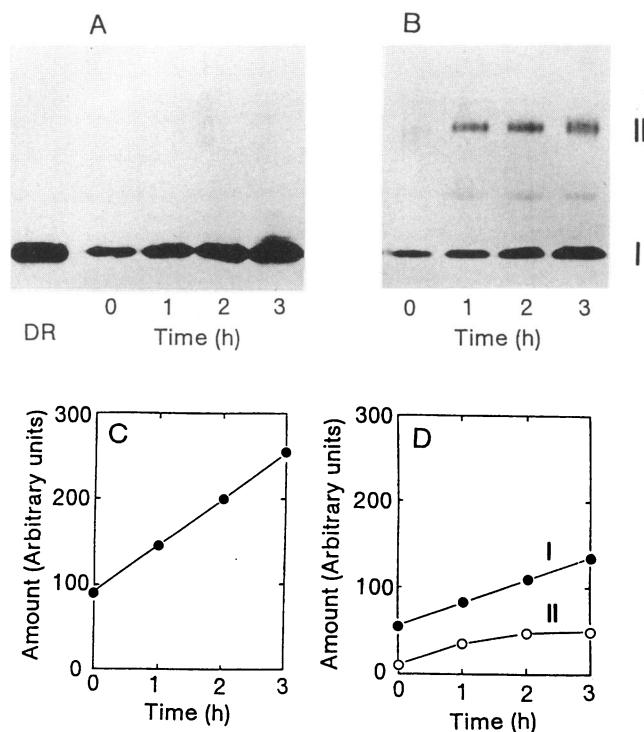 A
B
II
I
0 1 2 3
0 1 2 3
DR
Time (h)
Time (h)
C
300
200
100
0
Amount (Arbitrary units)
0 1 2 3
Time (h)
D
300
200
100
0
Amount (Arbitrary units)
I
II
0 1 2 3
Time (h)